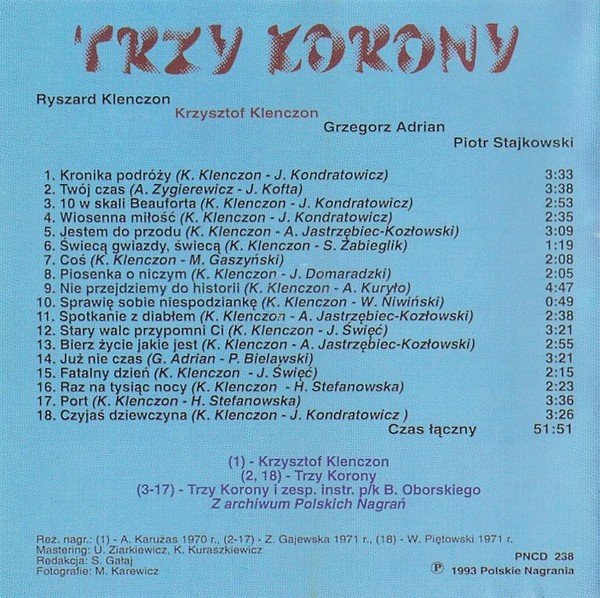 TRZY KORONY
Ryszard Klenczon
Krzysztof Klenczon
Grzegorz Adrian
Piotr Stajkowski
1. Kronika podróży (K. Klenczon - J. Kondratowicz) 3:33
2. Twój czas (A. Zygierewicz - J. Kofta) 3:38
3. 10 w skali Beauforta (K. Klenczon - J. Kondratowicz) 2:53
4. Wiosenna miłość (K. Klenczon - J. Kondratowicz) 2:35
5. Jestem do przodu (K. Klenczon - A. Jastrzębiec-Kozłowski) 3:09
6. Świecą gwiazdy, świecą (K. Klenczon - S. Żabieglik) 1:19
7. Coś (K. Klenczon - M. Gaszyński) 2:08
8. Piosenka o niczym (K. Klenczon - J. Domaradzki) 2:05
9. Nie przejdziemy do historii (K. Klenczon - A. Kuryło) 4:47
10. Sprawię sobie niespodziankę (K. Klenczon - W. Niwiński) 0:49
11. Spotkanie z diabłem (K. Klenczon - A. Jastrzębiec-Kozłowski) 2:38
12. Stary walc przypomni Ci (K. Klenczon - J. Święć) 3:21
13. Bierz życie jakie jest (K. Klenczon - A. Jastrzębiec-Kozłowski) 2:55
14. Już nie czas (G. Adrian - P. Bielawski) 3:21
15. Fatalny dzień (K. Klenczon - J. Święć) 2:15
16. Raz na tysiąc nocy (K. Klenczon - H. Stefanowska) 2:23
17. Port (K. Klenczon - H. Stefanowska) 3:36
18. Czyjaś dziewczyna (K. Klenczon - J. Kondratowicz ) 3:26
Czas łączny 51:51
(1) - Krzysztof Klenczon
(2, 18) - Trzy Korony
(3-17) - Trzy Korony i zesp. instr. p/k B. Oborskiego
Z archiwum Polskich Nagrań
Reż. nagr.: (1) - A. Karużas 1970 r., (2-17) - Z. Gajewska 1971 r., (18) - W. Piętowski 1971 r.
Mastering: U. Ziarkiewicz, K. Kuraszkiewicz
Redakcja: S. Gałaj
Fotografie: M. Karewicz
PNCD 238
Ⓟ 1993 Polskie Nagrania